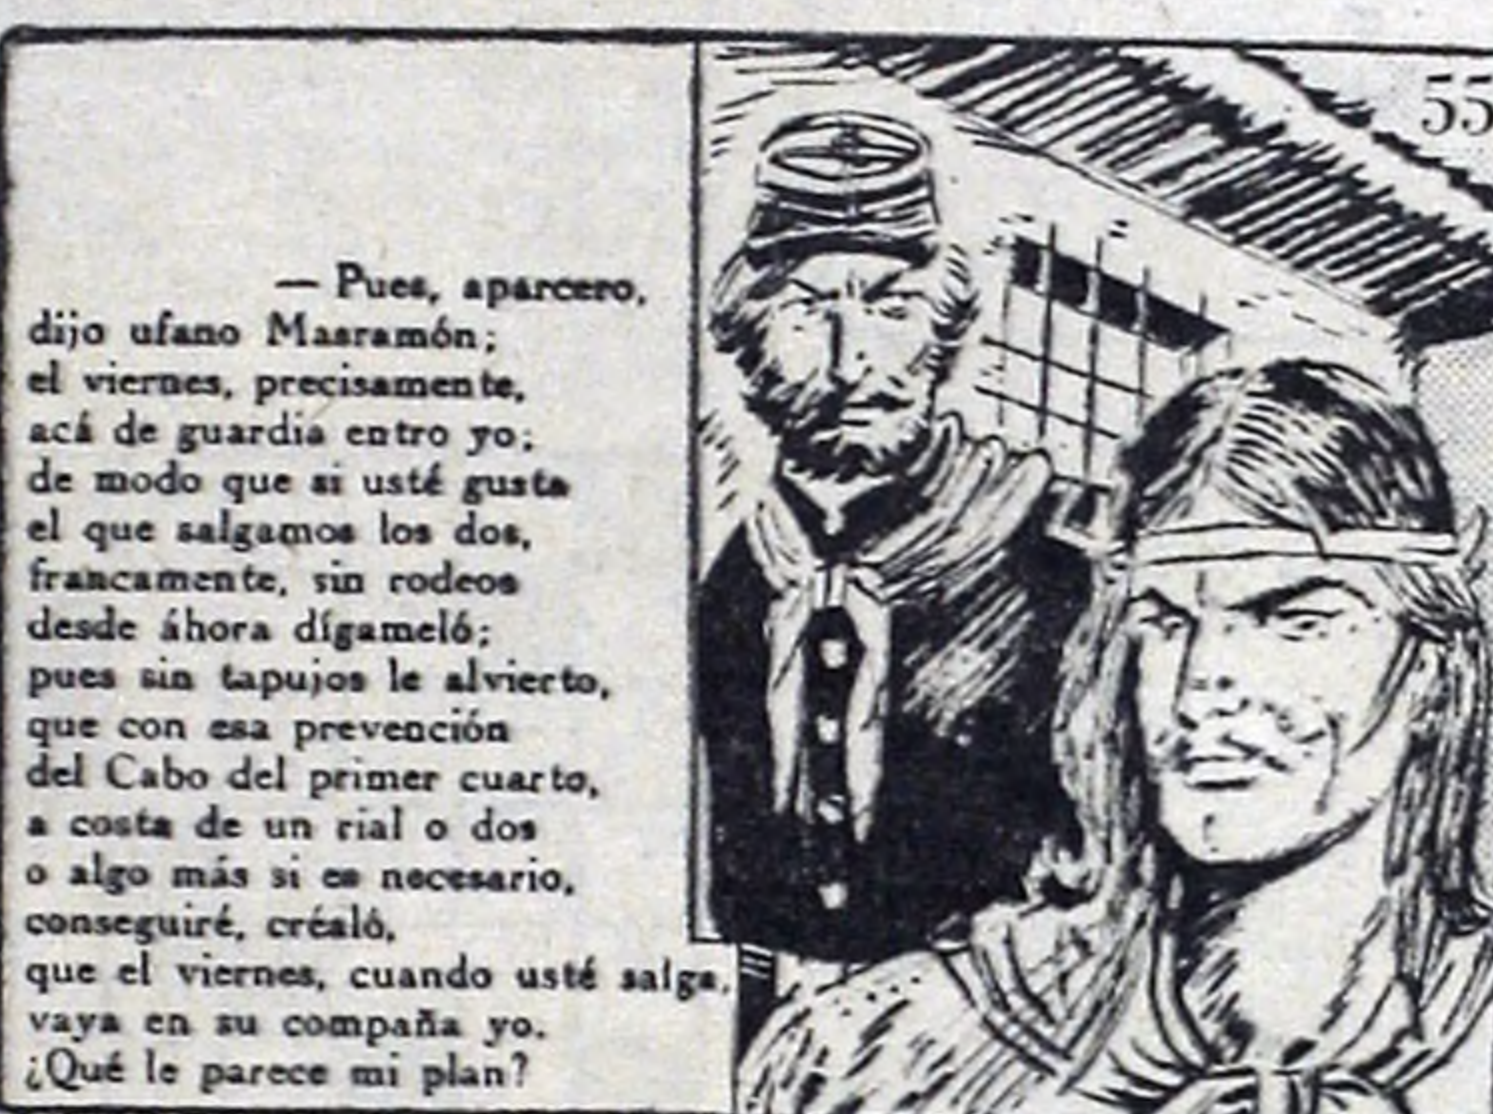 — Pues, aparcero,
dijo ufano Masramón;
el viernes, precisamente,
acá de guardia entro yo;
de modo que si usté gusta
el que salgamos los dos,
francamente, sin rodeos
desde áhora dígameló;
pues sin tapujos le alvierto,
que con esa prevención
del Cabo del primer cuarto,
a costa de un rial o dos
o algo más si es necesario,
conseguiré, créaló,
que el viernes, cuando usté salga,
vaya en su compaña yo.
¿Qué le parece mi plan?
55